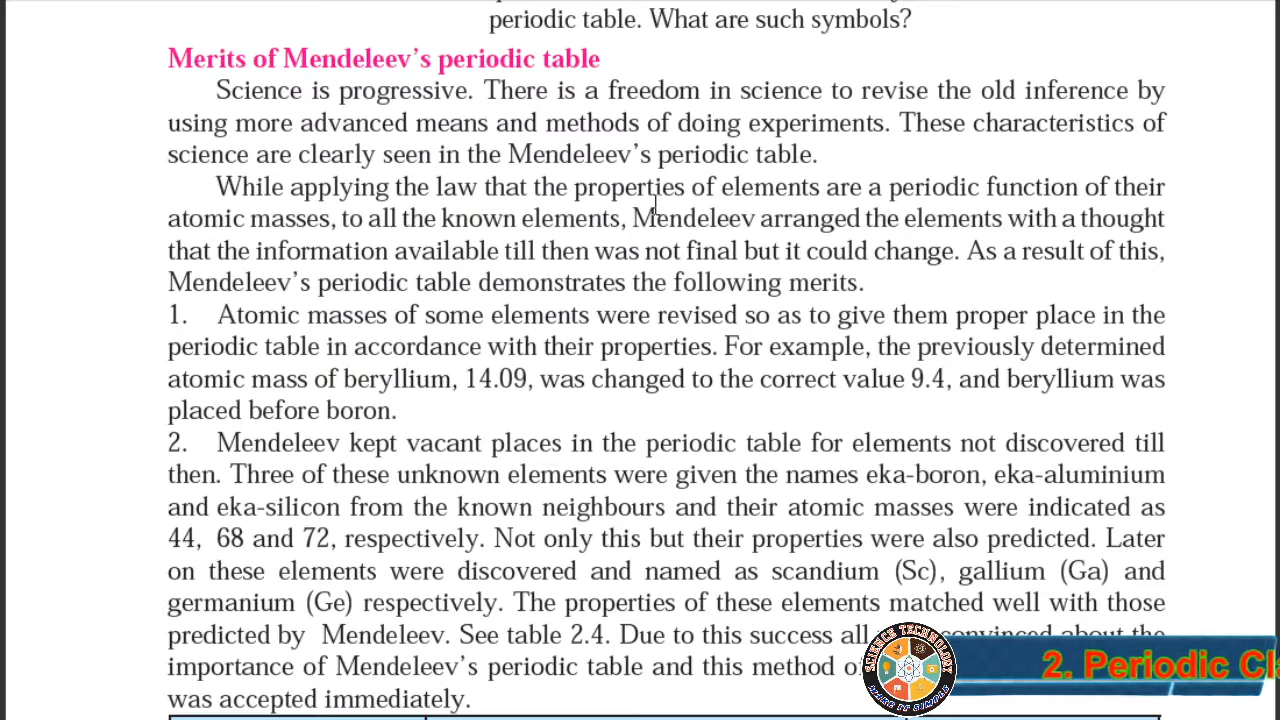 periodic table. What are such symbols?
Merits of Mendeleev's periodic table
Science is progressive. There is a freedom in science to revise the old inference by
using more advanced means and methods of doing experiments. These characteristics of
science are clearly seen in the Mendeleev's periodic table.
While applying the law that the properties of elements are a periodic function of their
atomic masses, to all the known elements, Mendeleev arranged the elements with a thought
that the information available till then was not final but it could change. As a result of this,
Mendeleev's periodic table demonstrates the following merits.
1. Atomic masses of some elements were revised so as to give them proper place in the
periodic table in accordance with their properties. For example, the previously determined
atomic mass of beryllium, 14.09, was changed to the correct value 9.4, and beryllium was
placed before boron.
2. Mendeleev kept vacant places in the periodic table for elements not discovered till
then. Three of these unknown elements were given the names eka-boron, eka-aluminium
and eka-silicon from the known neighbours and their atomic masses were indicated as
44, 68 and 72, respectively. Not only this but their properties were also predicted. Later
on these elements were discovered and named as scandium (Sc), gallium (Ga) and
germanium (Ge) respectively. The properties of these elements matched well with those
predicted by Mendeleev. See table 2.4. Due to this success all convinced about the
importance of Mendeleev's periodic table and this method
was accepted immediately.
SCIENCE TECHNOLOGY
MAKE IT SIMPLE
2. Periodic Cl